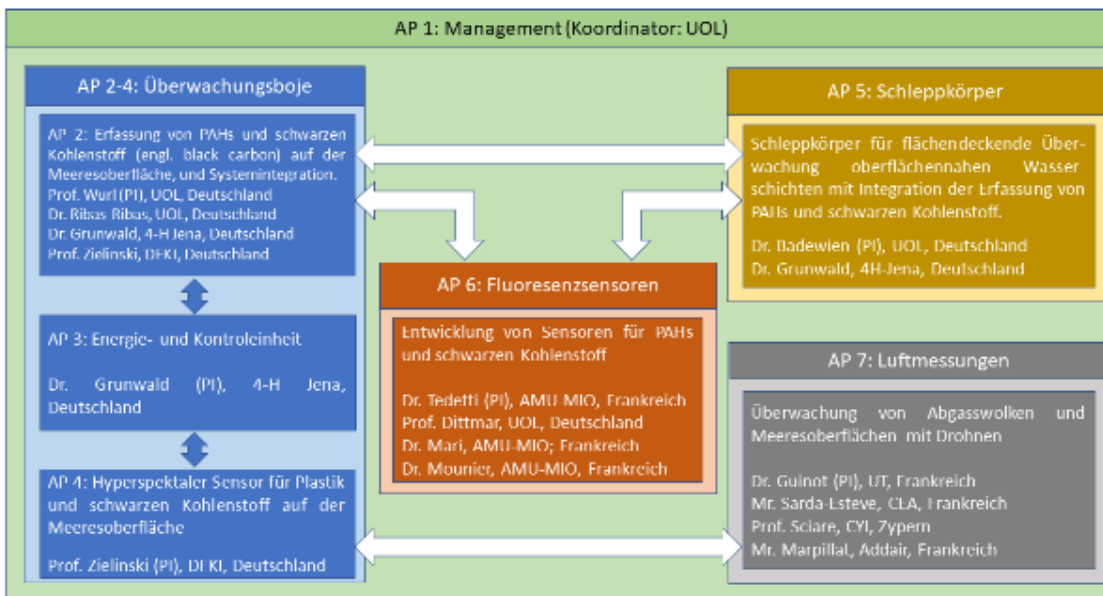 AP 1: Management (Koordinator: UOL)
AP 2-4: Überwachungsboje
AP 2: Erfassung von PAHs und schwarzen
Kohlenstoff (engl. black carbon) auf der
Meeresoberfläche, und Systemintegration.
Prof. Wurl (PI), UOL, Deutschland
Dr. Ribas Ribas, UOL, Deutschland
Dr. Grunwald, 4-H Jena, Deutschland
Prof. Zielinski, DFKI, Deutschland
AP 3: Energie- und Kontroleinheit
Dr. Grunwald (PI), 4-H Jena,
Deutschland
AP 4: Hyperspektaler Sensor für Plastik
und schwarzen Kohlenstoff auf der
Meeresoberfläche
Prof. Zielinski (PI), DFKI, Deutschland
AP 6: Fluoresenzsensoren
Entwicklung von Sensoren für PAHs
und schwarzen Kohlenstoff
Dr. Tedetti (PI), AMU-MIO, Frankreich
Prof. Dittmar, UOL, Deutschland
Dr. Mari, AMU-MIO; Frankreich
Dr. Mounier, AMU-MIO, Frankreich
AP 5: Schleppkörper
Schleppkörper für flächendeckende Über-
wachung oberflächennahen Wasser
schichten mit Integration der Erfassung von
PAHs und schwarzen Kohlenstoff.
Dr. Badewien (PI), UOL, Deutschland
Dr. Grunwald, 4H-Jena, Deutschland
AP 7: Luftmessungen
Überwachung von Abgasswolken und
Meeresoberflächen mit Drohnen
Dr. Guinot (PI), UT, Frankreich
Mr. Sarda-Esteve, CEA, Frankreich
Prof. Sciare, CYI, Zypern
Mr. Marpillat, Addair, Frankreich